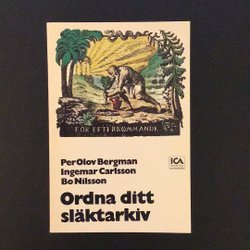 FÖR EFTERKOMMANDE
Per Olov Bergman
Ingemar Carlsson
Bo Nilsson
ICA
Ordna ditt
släktarkiv